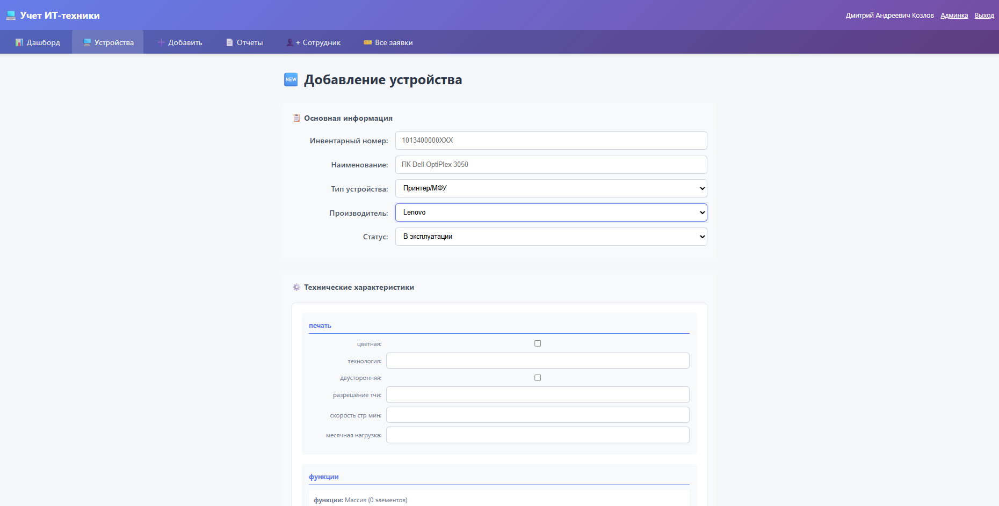 Учет ИТ-техники
Дмитрий Андреевич Козлов Админка Выход
Дашборд Устройства Добавить Отчеты + Сотрудник Все заявки
NEW Добавление устройства
Основная информация
Инвентарный номер: 1013400000XXX
Наименование: ПК Dell OptiPlex 3050
Тип устройства: Принтер/МФУ
Производитель: Lenovo
Статус: В эксплуатации
Технические характеристики
печать
цветная:
технология:
двусторонняя:
разрешение тчи:
скорость стр мин:
месячная нагрузка:
функции
функции: Массив (0 элементов)